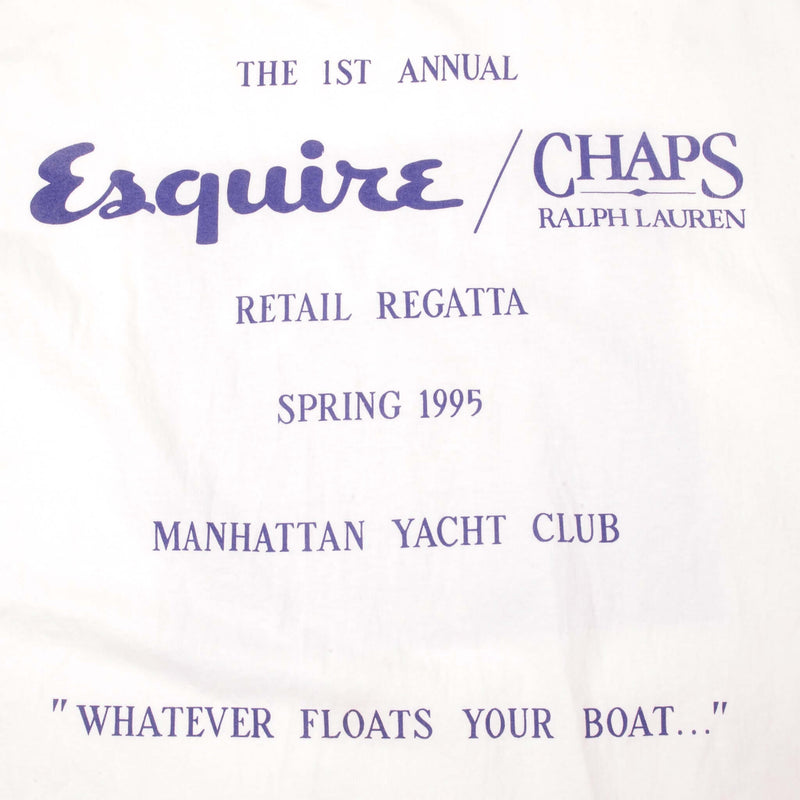 THE 1ST ANNUAL
Esquire / CHAPS
RALPH LAUREN
RETAIL REGATTA
SPRING 1995
MANHATTAN YACHT CLUB
"WHATEVER FLOATS YOUR BOAT..."